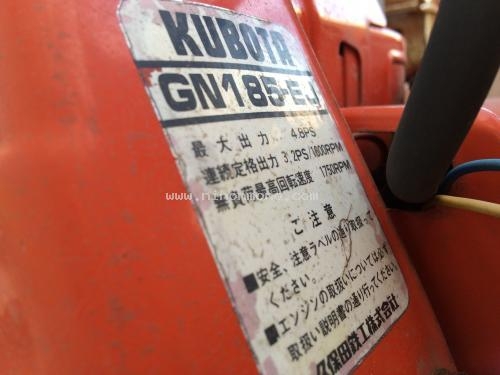 KUBOTA
GN185-EJ
最大出力 4.8PS
連続定格出力 3.2PS/1600RPM
無負荷最高回転速度 1750RPM
ご注意
■安全、注意ラベルの通り取扱って
ください。
■エンジンの取扱いについては必ず
取扱い説明書の通り行ってください。
久保田鉄工株式会社